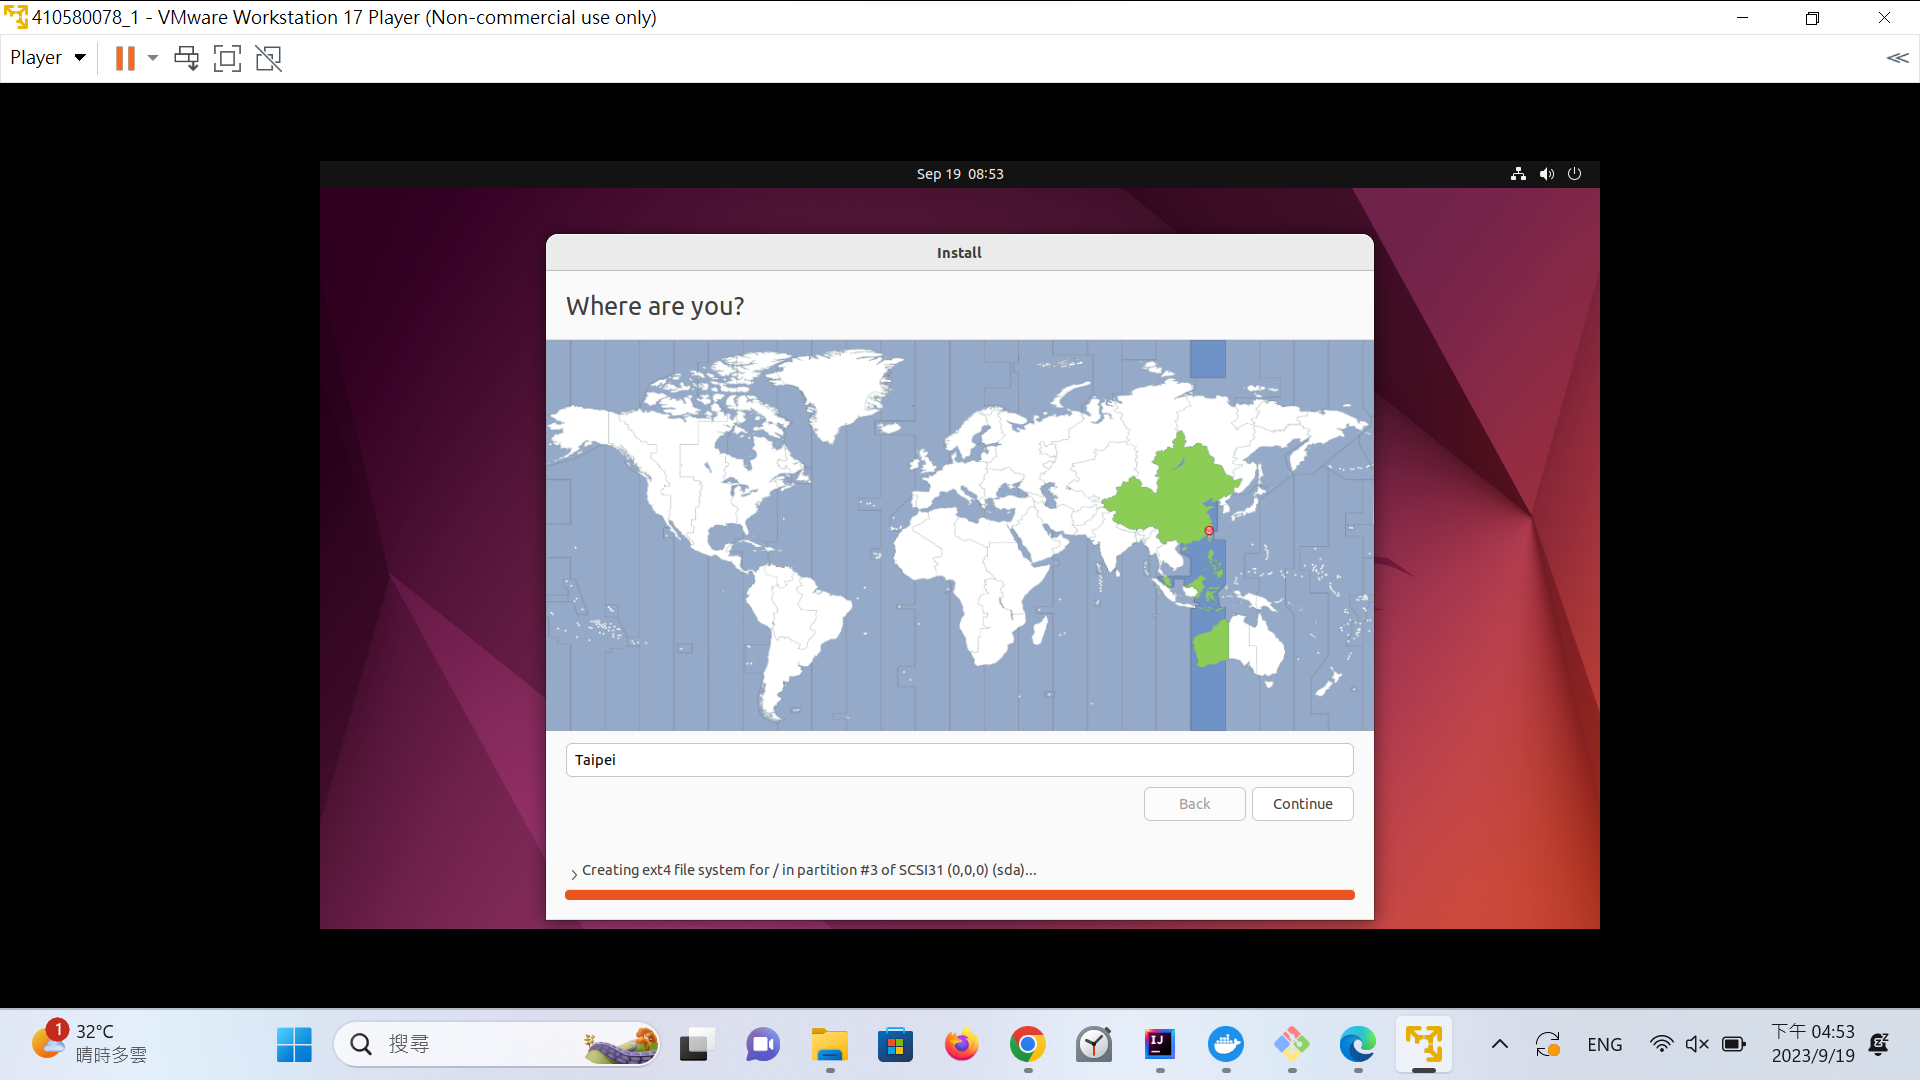 410580078_1 - VMware Workstation 17 Player (Non-commercial use only)
Player
Sep 19 08:53
Install
Where are you?
Taipei
Back
Continue
Creating ext4 file system for / in partition #3 of SCSI31 (0,0,0) (sda)...
1
32°C
晴時多雲
搜尋
IJ
ENG
下午 04:53
2023/9/19